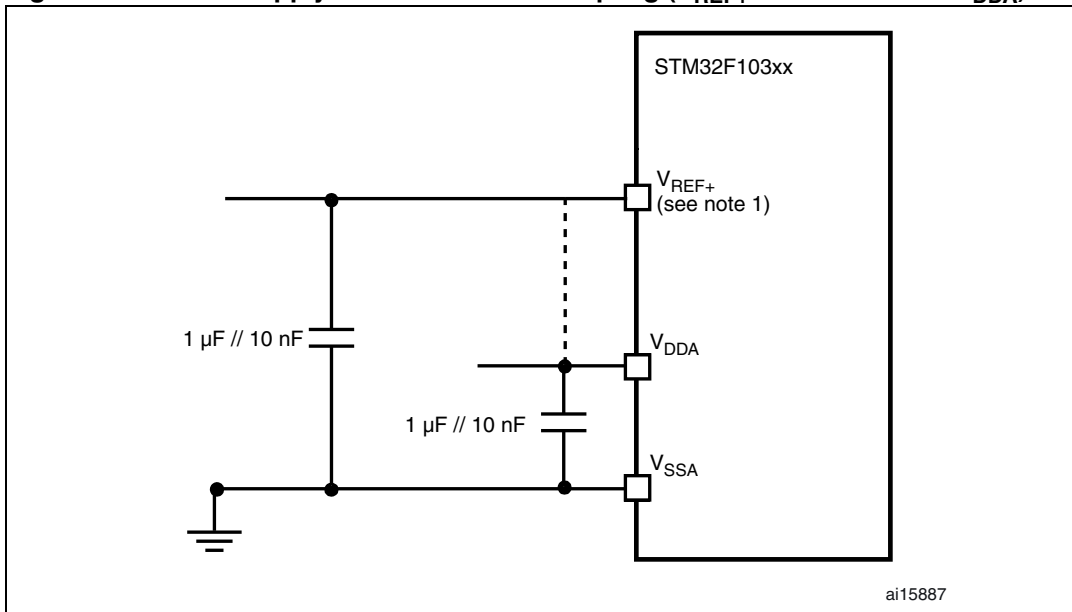 STM32F103xx
VREF+
(see note 1)
1 µF // 10 nF
VDDA
1 µF // 10 nF
VSSA
ai15887